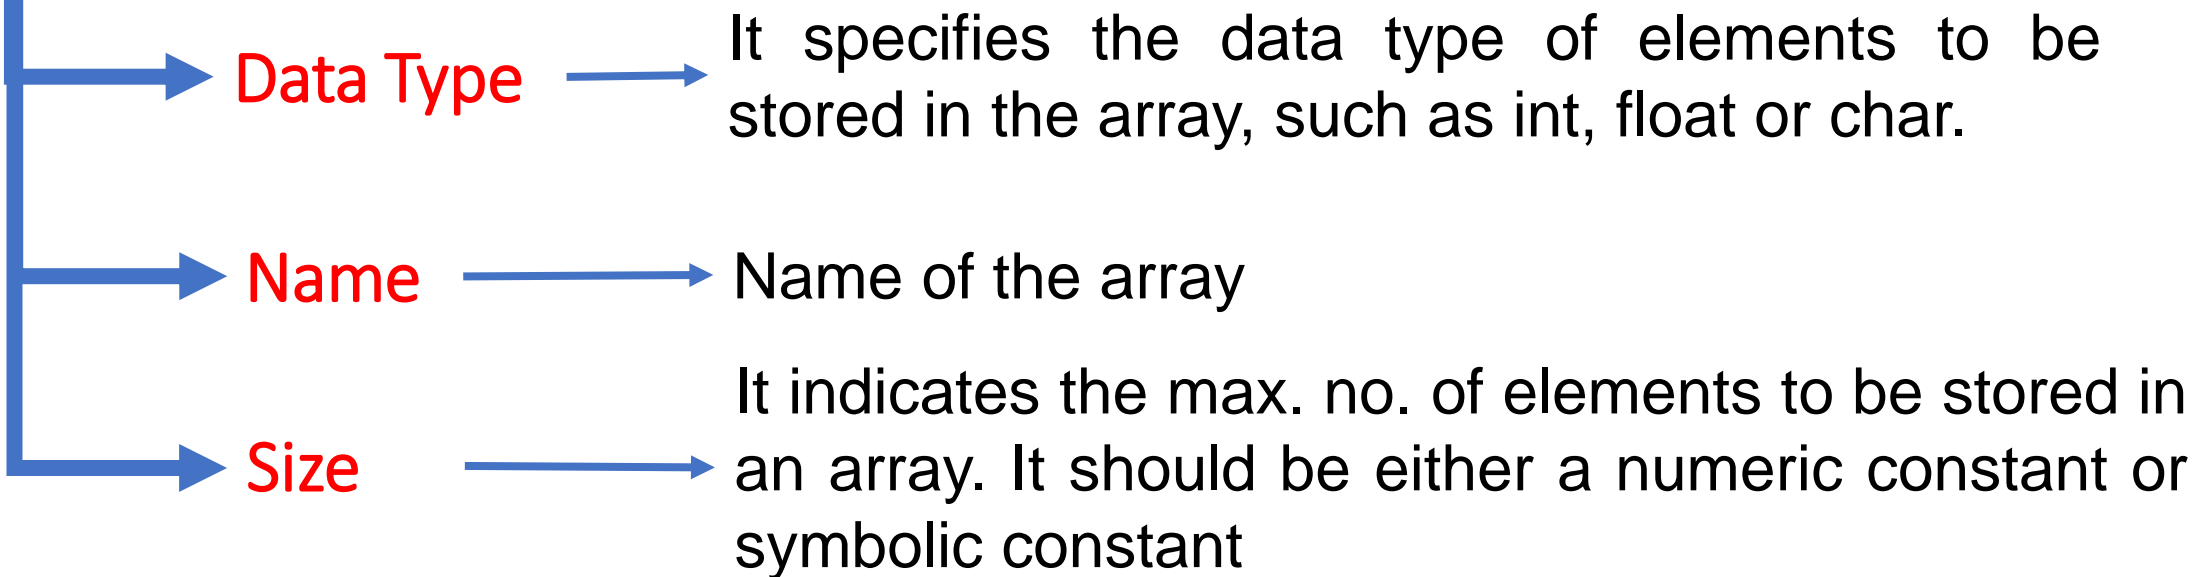 Data Type
It specifies the data type of elements to be
stored in the array, such as int, float or char.
Name
Name of the array
Size
It indicates the max. no. of elements to be stored in
an array. It should be either a numeric constant or
symbolic constant